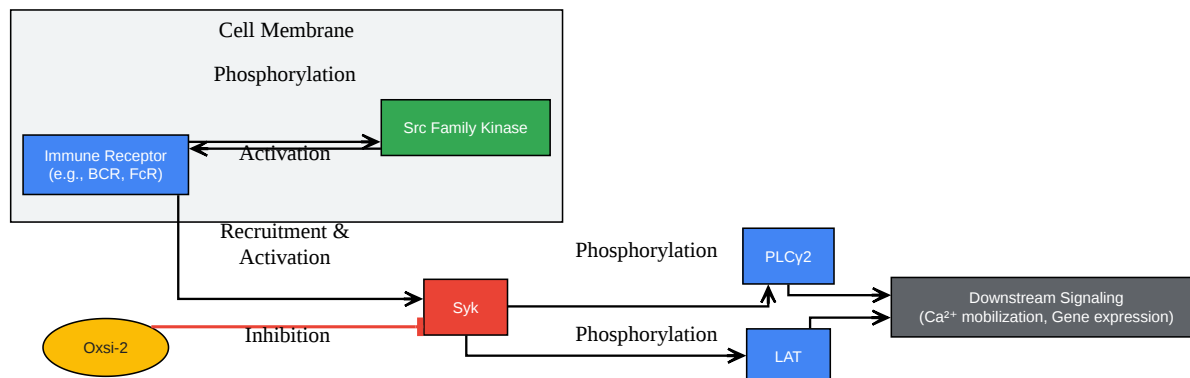 Cell Membrane
Phosphorylation
Src Family Kinase
Immune Receptor
(e.g., BCR, FcR)
Activation
Recruitment &
Activation
Phosphorylation
PLCγ2
Syk
Downstream Signaling
(Ca²⁺ mobilization, Gene expression)
Oxsi-2
Inhibition
Phosphorylation
LAT